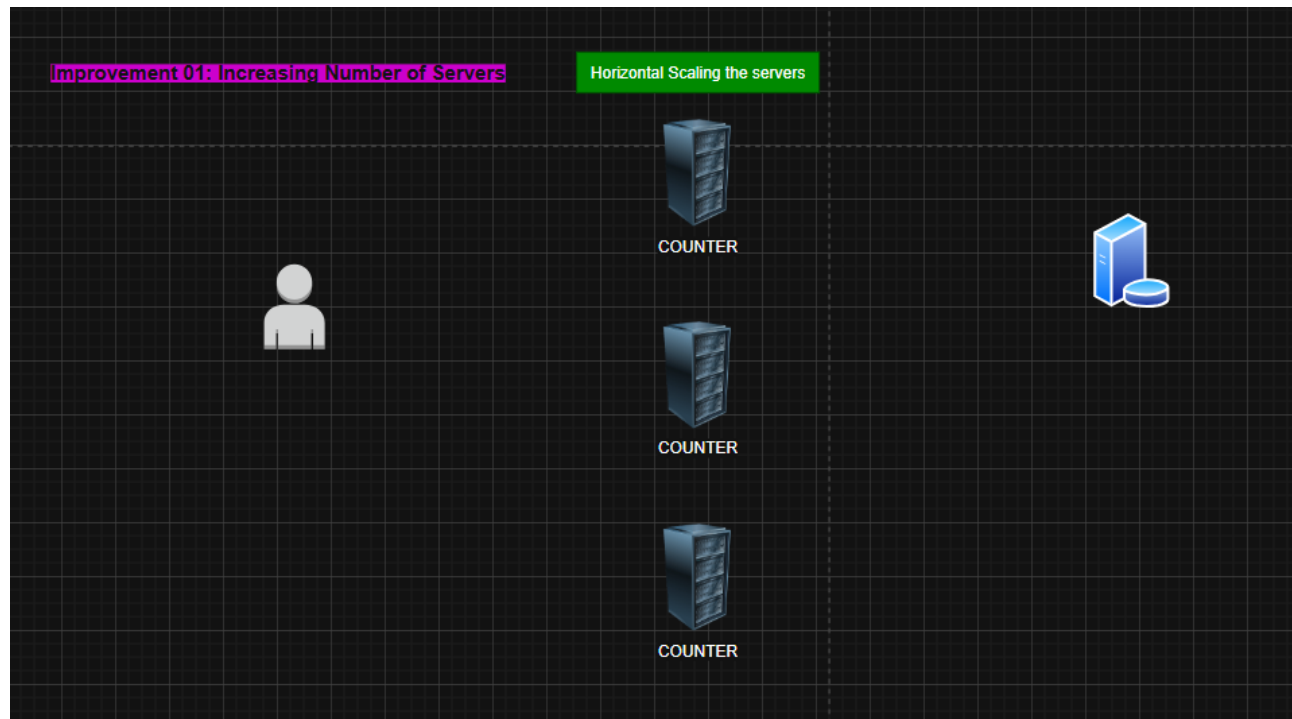 Improvement 01: Increasing Number of Servers
Horizontal Scaling the servers
COUNTER
COUNTER
COUNTER